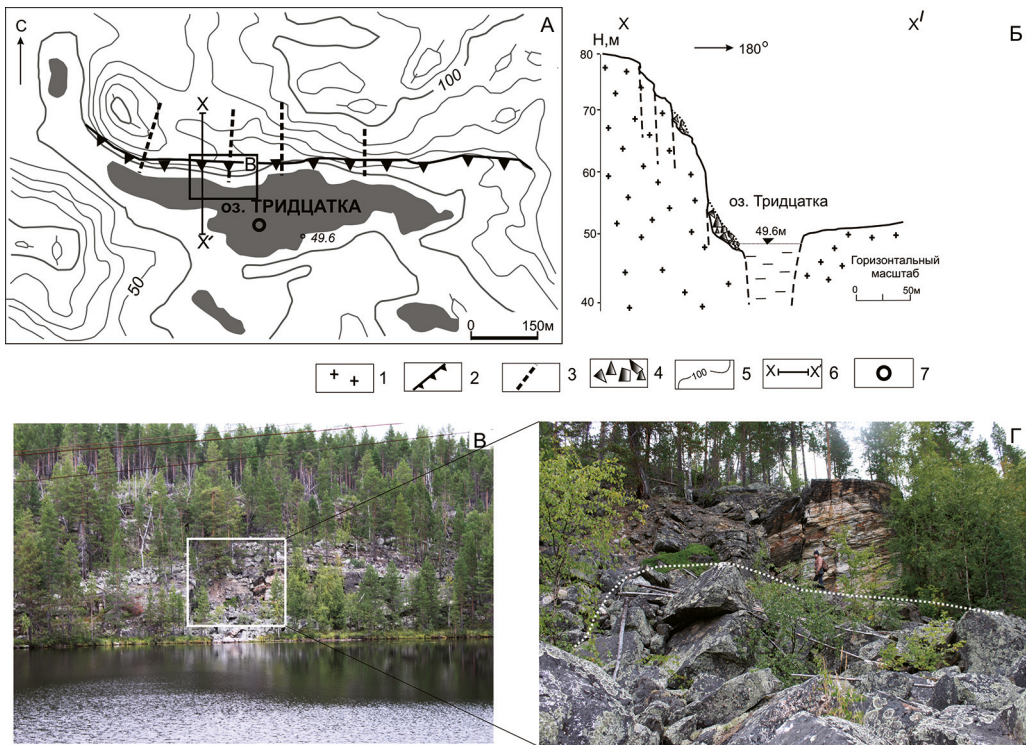 С
А
100
X
В
оз. ТРИДЦАТКА
X'
49.6
50
0 150м
X X' Б
Н,м 180°
80
70
60
оз. Тридцатка
50 49.6м
Горизонтальный
масштаб
40 0 50м
1 2 3 4 100 5 X X' 6 7
В
Г